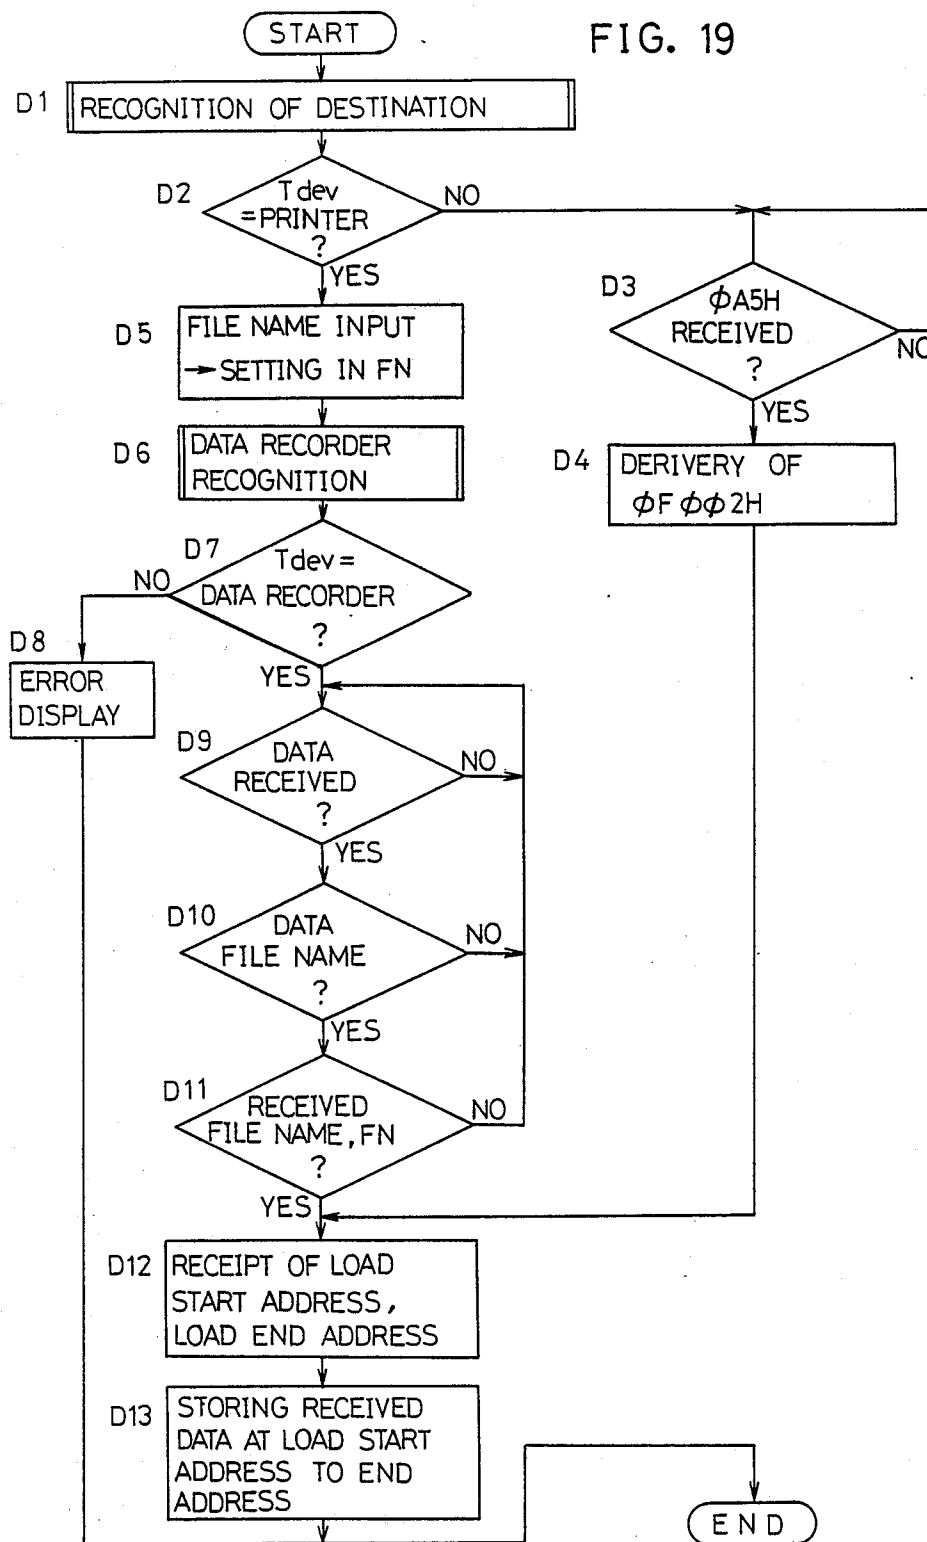 START
FIG. 19
D1
RECOGNITION OF DESTINATION
D2
Tdev
=PRINTER
?
NO
YES
D3
ϕA5H
RECEIVED
?
NO
YES
D5
FILE NAME INPUT
→SETTING IN FN
D4
DERIVERY OF
ϕFϕϕ2H
D6
DATA RECORDER
RECOGNITION
D7
Tdev=
DATA RECORDER
?
NO
YES
D8
ERROR
DISPLAY
D9
DATA
RECEIVED
?
NO
YES
D10
DATA
FILE NAME
?
NO
YES
D11
RECEIVED
FILE NAME, FN
?
NO
YES
D12
RECEIPT OF LOAD
START ADDRESS,
LOAD END ADDRESS
D13
STORING RECEIVED
DATA AT LOAD START
ADDRESS TO END
ADDRESS
END